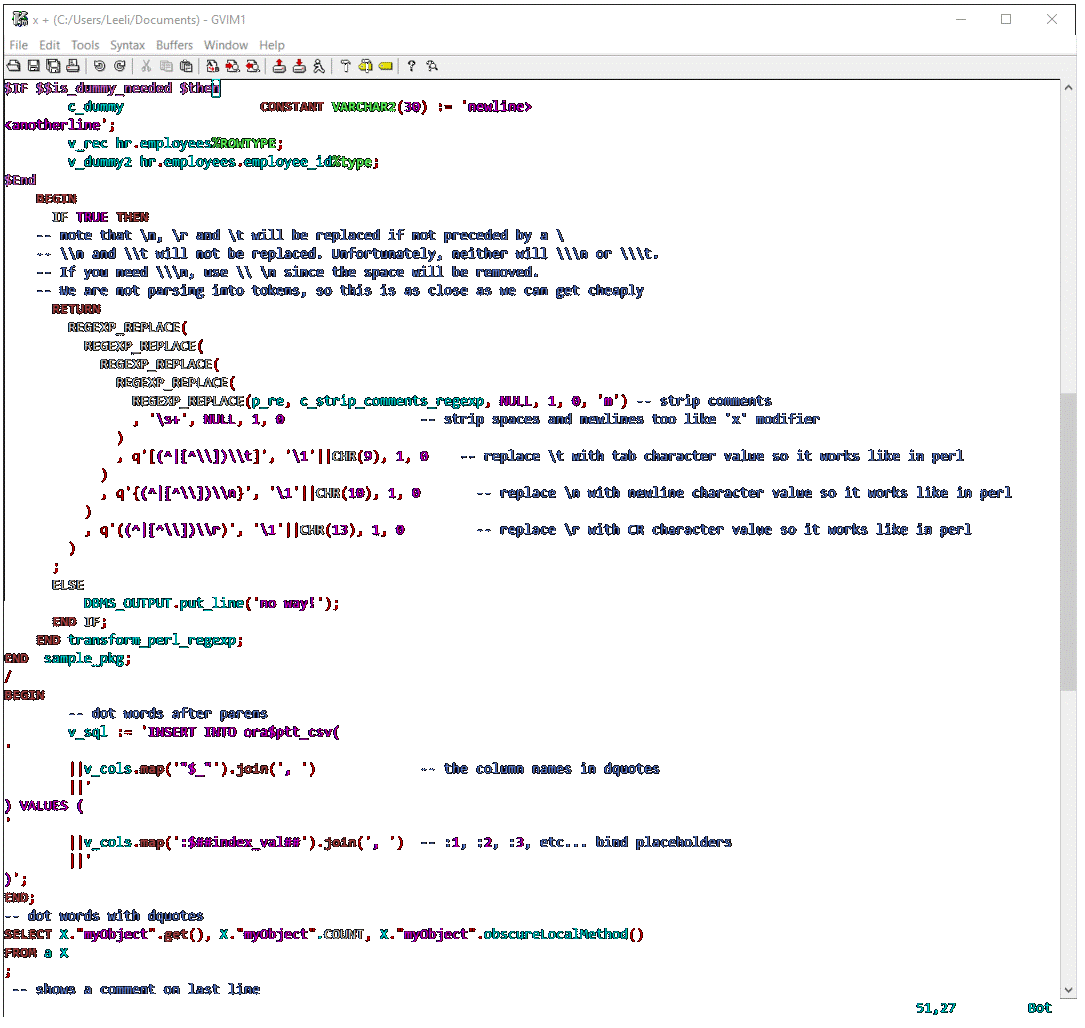 x + (C:/Users/Leeli/Documents) - GVIM1
File Edit Tools Syntax Buffers Window Help
$IF $$is_dummy_needed $then
        c_dummy                 CONSTANT VARCHAR2(30) := 'newline>
<anotherline';
        v_rec hr.employees%ROWTYPE;
        v_dummy2 hr.employees.employee_id%type;
$End
    BEGIN
      IF TRUE THEN
    -- note that \n, \r and \t will be replaced if not preceded by a \
    -- \\n and \\t will not be replaced. Unfortunately, neither will \\\n or \\\t.
    -- If you need \\\n, use \\ \n since the space will be removed.
    -- We are not parsing into tokens, so this is as close as we can get cheaply
      RETURN
        REGEXP_REPLACE(
          REGEXP_REPLACE(
            REGEXP_REPLACE(
              REGEXP_REPLACE(
                REGEXP_REPLACE(p_re, c_strip_comments_regexp, NULL, 1, 0, 'm') -- strip comments
                , '\s+', NULL, 1, 0                 -- strip spaces and newlines too like 'x' modifier
              )
              , q'[(^|[^\\])\\t]', '\1'||CHR(9), 1, 0    -- replace \t with tab character value so it works like in perl
            )
            , q'{(^|[^\\])\\n}', '\1'||CHR(10), 1, 0       -- replace \n with newline character value so it works like in perl
          )
          , q'((^|[^\\])\\r)', '\1'||CHR(13), 1, 0         -- replace \r with CR character value so it works like in perl
        )
      ;
      ELSE
          DBMS_OUTPUT.put_line('no way!');
      END IF;
    END transform_perl_regexp;
END  sample_pkg;
/
BEGIN
        -- dot words after parens
        v_sql := 'INSERT INTO ora$ptt_csv(
'
        ||v_cols.map('"$_"').join(', ')             -- the column names in dquotes
        ||'
) VALUES (
'
        ||v_cols.map(':$##index_val##').join(', ')  -- :1, :2, :3, etc... bind placeholders
        ||'
)';
END;
-- dot words with dquotes
SELECT X."myObject".get(), X."myObject".COUNT, X."myObject".obscureLocalMethod()
FROM a X
;
 -- shows a comment on last line
51,27 Bot